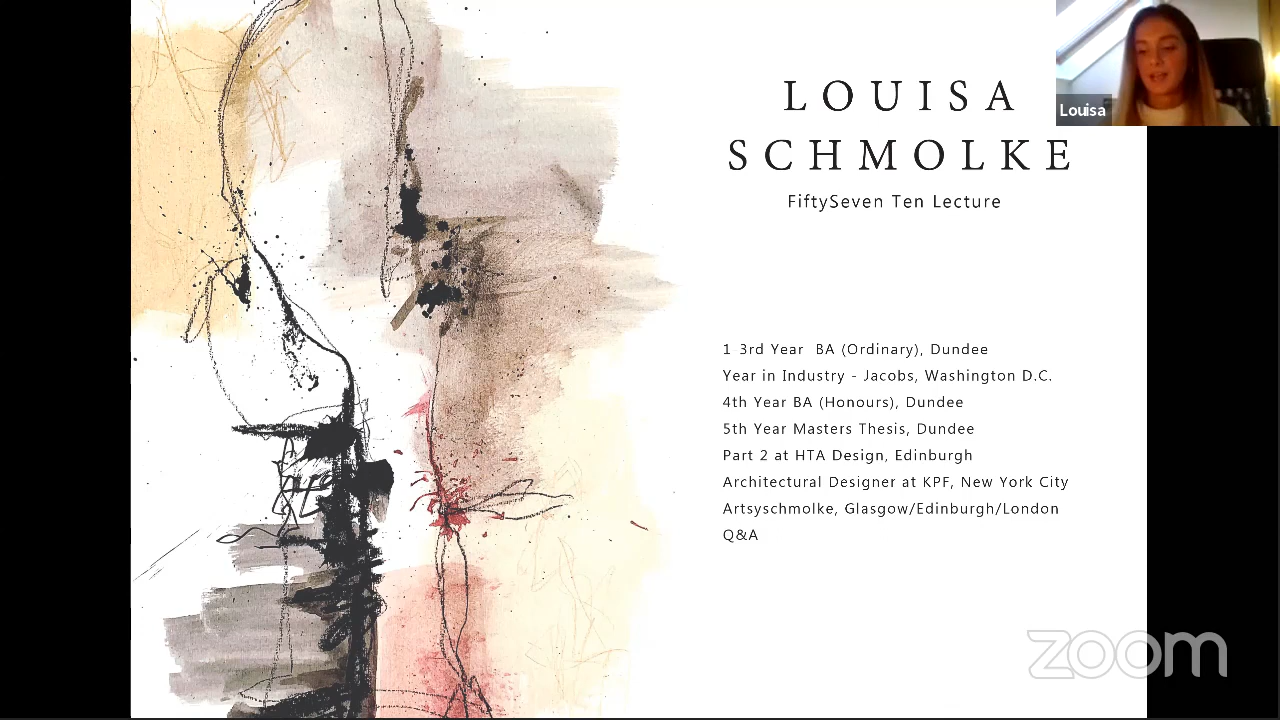 LOUISA
SCHMOLKE
FiftySeven Ten Lecture
Louisa
1 3rd Year BA (Ordinary), Dundee
Year in Industry - Jacobs, Washington D.C.
4th Year BA (Honours), Dundee
5th Year Masters Thesis, Dundee
Part 2 at HTA Design, Edinburgh
Architectural Designer at KPF, New York City
Artsyschmolke, Glasgow/Edinburgh/London
Q&A
zoom